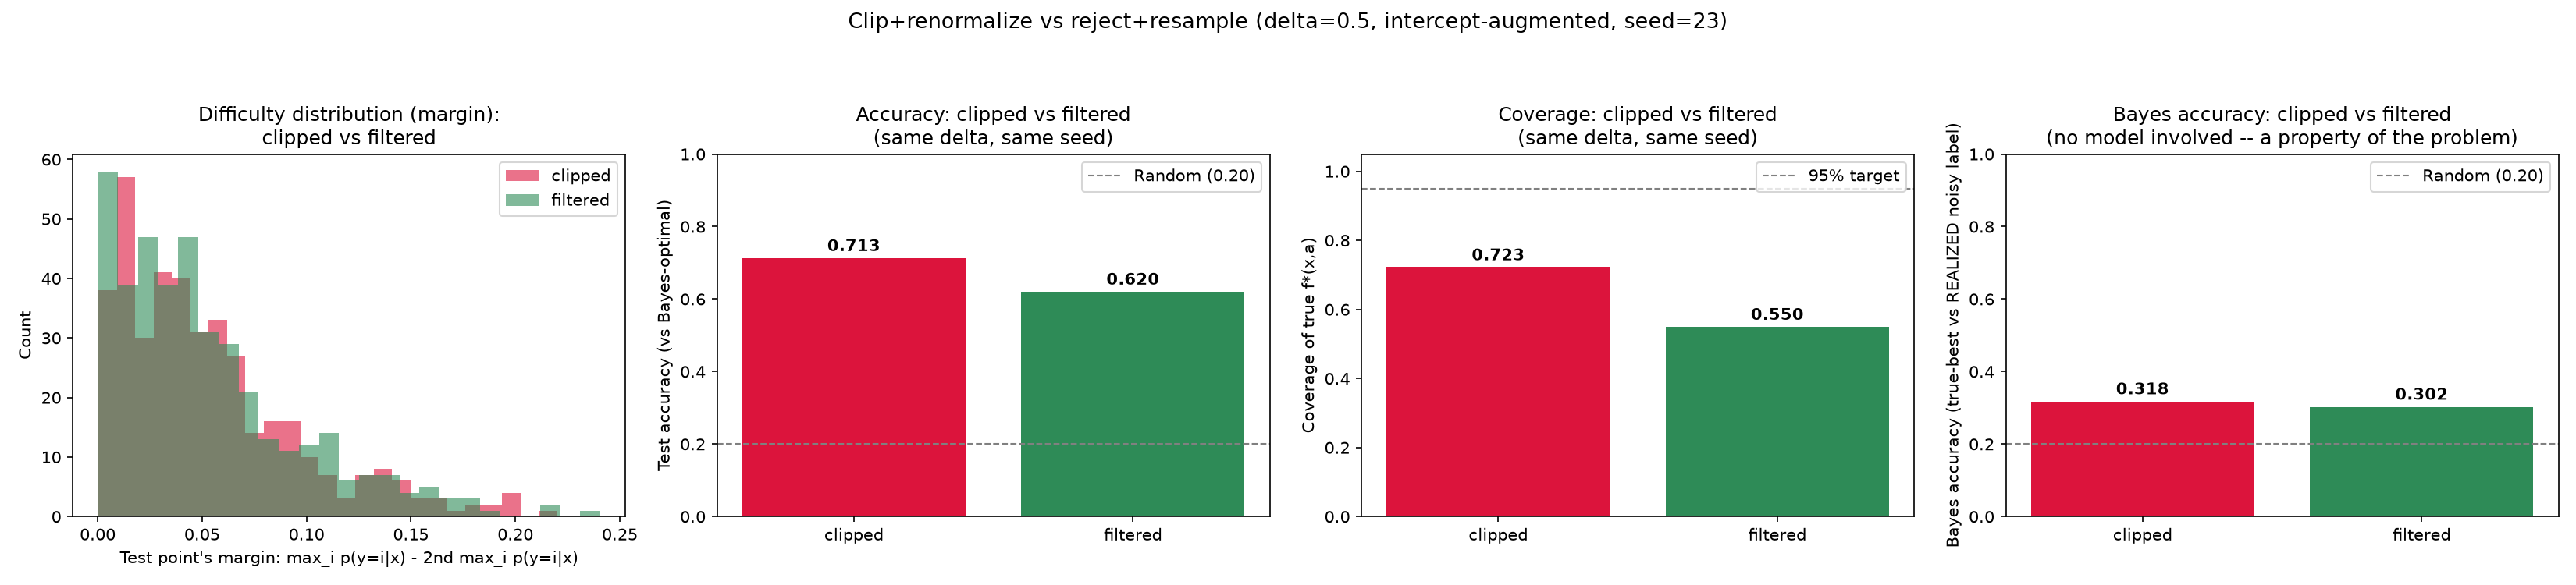 Clip+renormalize vs reject+resample (delta=0.5, intercept-augmented, seed=23)
Difficulty distribution (margin):
clipped vs filtered
Count
60
50
40
30
20
10
0
0.00 0.05 0.10 0.15 0.20 0.25
Test point's margin: max_i p(y=i|x) - 2nd max_i p(y=i|x)
clipped
filtered
Accuracy: clipped vs filtered
(same delta, same seed)
Test accuracy (vs Bayes-optimal)
1.0
0.8
0.6
0.4
0.2
0.0
Random (0.20)
0.713
0.620
clipped filtered
Coverage: clipped vs filtered
(same delta, same seed)
Coverage of true f*(x,a)
1.0
0.8
0.6
0.4
0.2
0.0
95% target
0.723
0.550
clipped filtered
Bayes accuracy: clipped vs filtered
(no model involved -- a property of the problem)
Bayes accuracy (true-best vs REALIZED noisy label)
1.0
0.8
0.6
0.4
0.2
0.0
Random (0.20)
0.318
0.302
clipped filtered